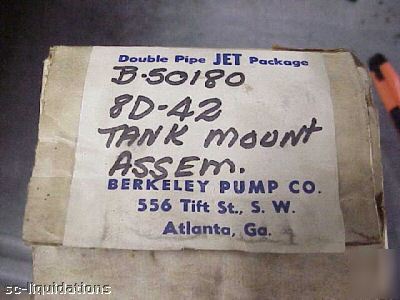 Double Pipe JET Package
B-50180
8D-42
TANK MOUNT
ASSEM.
BERKELEY PUMP CO.
556 Tift St., S. W.
Atlanta, Ga.
sc-liquidations